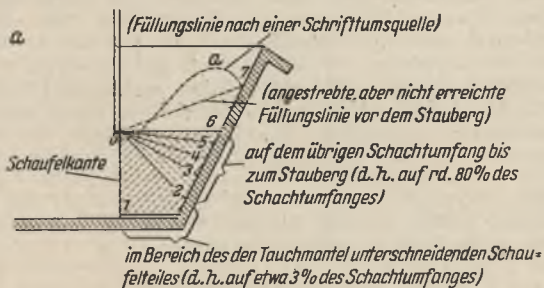 a
(Füllungslinie nach einer Schrifttumsquelle)
a
7
(angestrebte, aber nicht erreichte
Füllungslinie vor dem Stauberg)
0
6
5
4
3
2
1
Schaufelkante
auf dem übrigen Schachtumfang bis
zum Stauberg (d.h. auf rd. 80% des
Schachtumfanges)
im Bereich des den Tauchmantel unterschneidenden Schau=
felteiles (d.h. auf etwa 3% des Schachtumfanges)